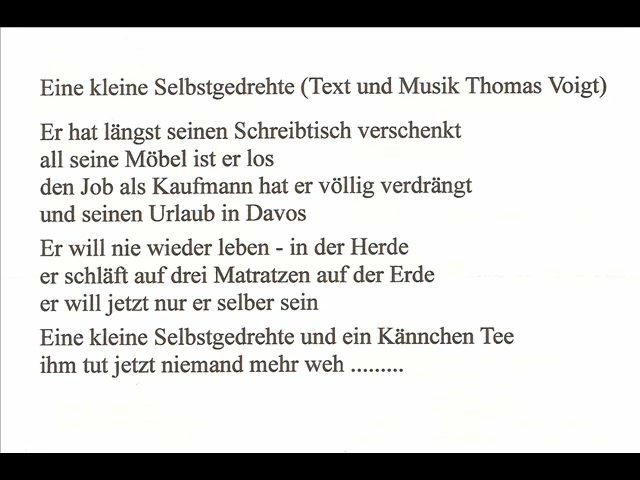 Eine kleine Selbstgedrehte (Text und Musik Thomas Voigt)
Er hat längst seinen Schreibtisch verschenkt
all seine Möbel ist er los
den Job als Kaufmann hat er völlig verdrängt
und seinen Urlaub in Davos
Er will nie wieder leben - in der Herde
er schläft auf drei Matratzen auf der Erde
er will jetzt nur er selber sein
Eine kleine Selbstgedrehte und ein Kännchen Tee
ihm tut jetzt niemand mehr weh .........